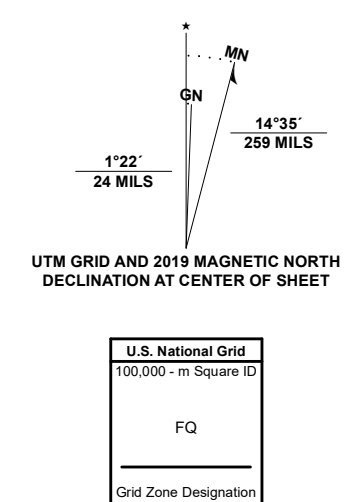 ★
MN
GN
14°35´
259 MILS
1°22´
24 MILS
UTM GRID AND 2019 MAGNETIC NORTH
DECLINATION AT CENTER OF SHEET
U.S. National Grid
100,000 - m Square ID
FQ
Grid Zone Designation